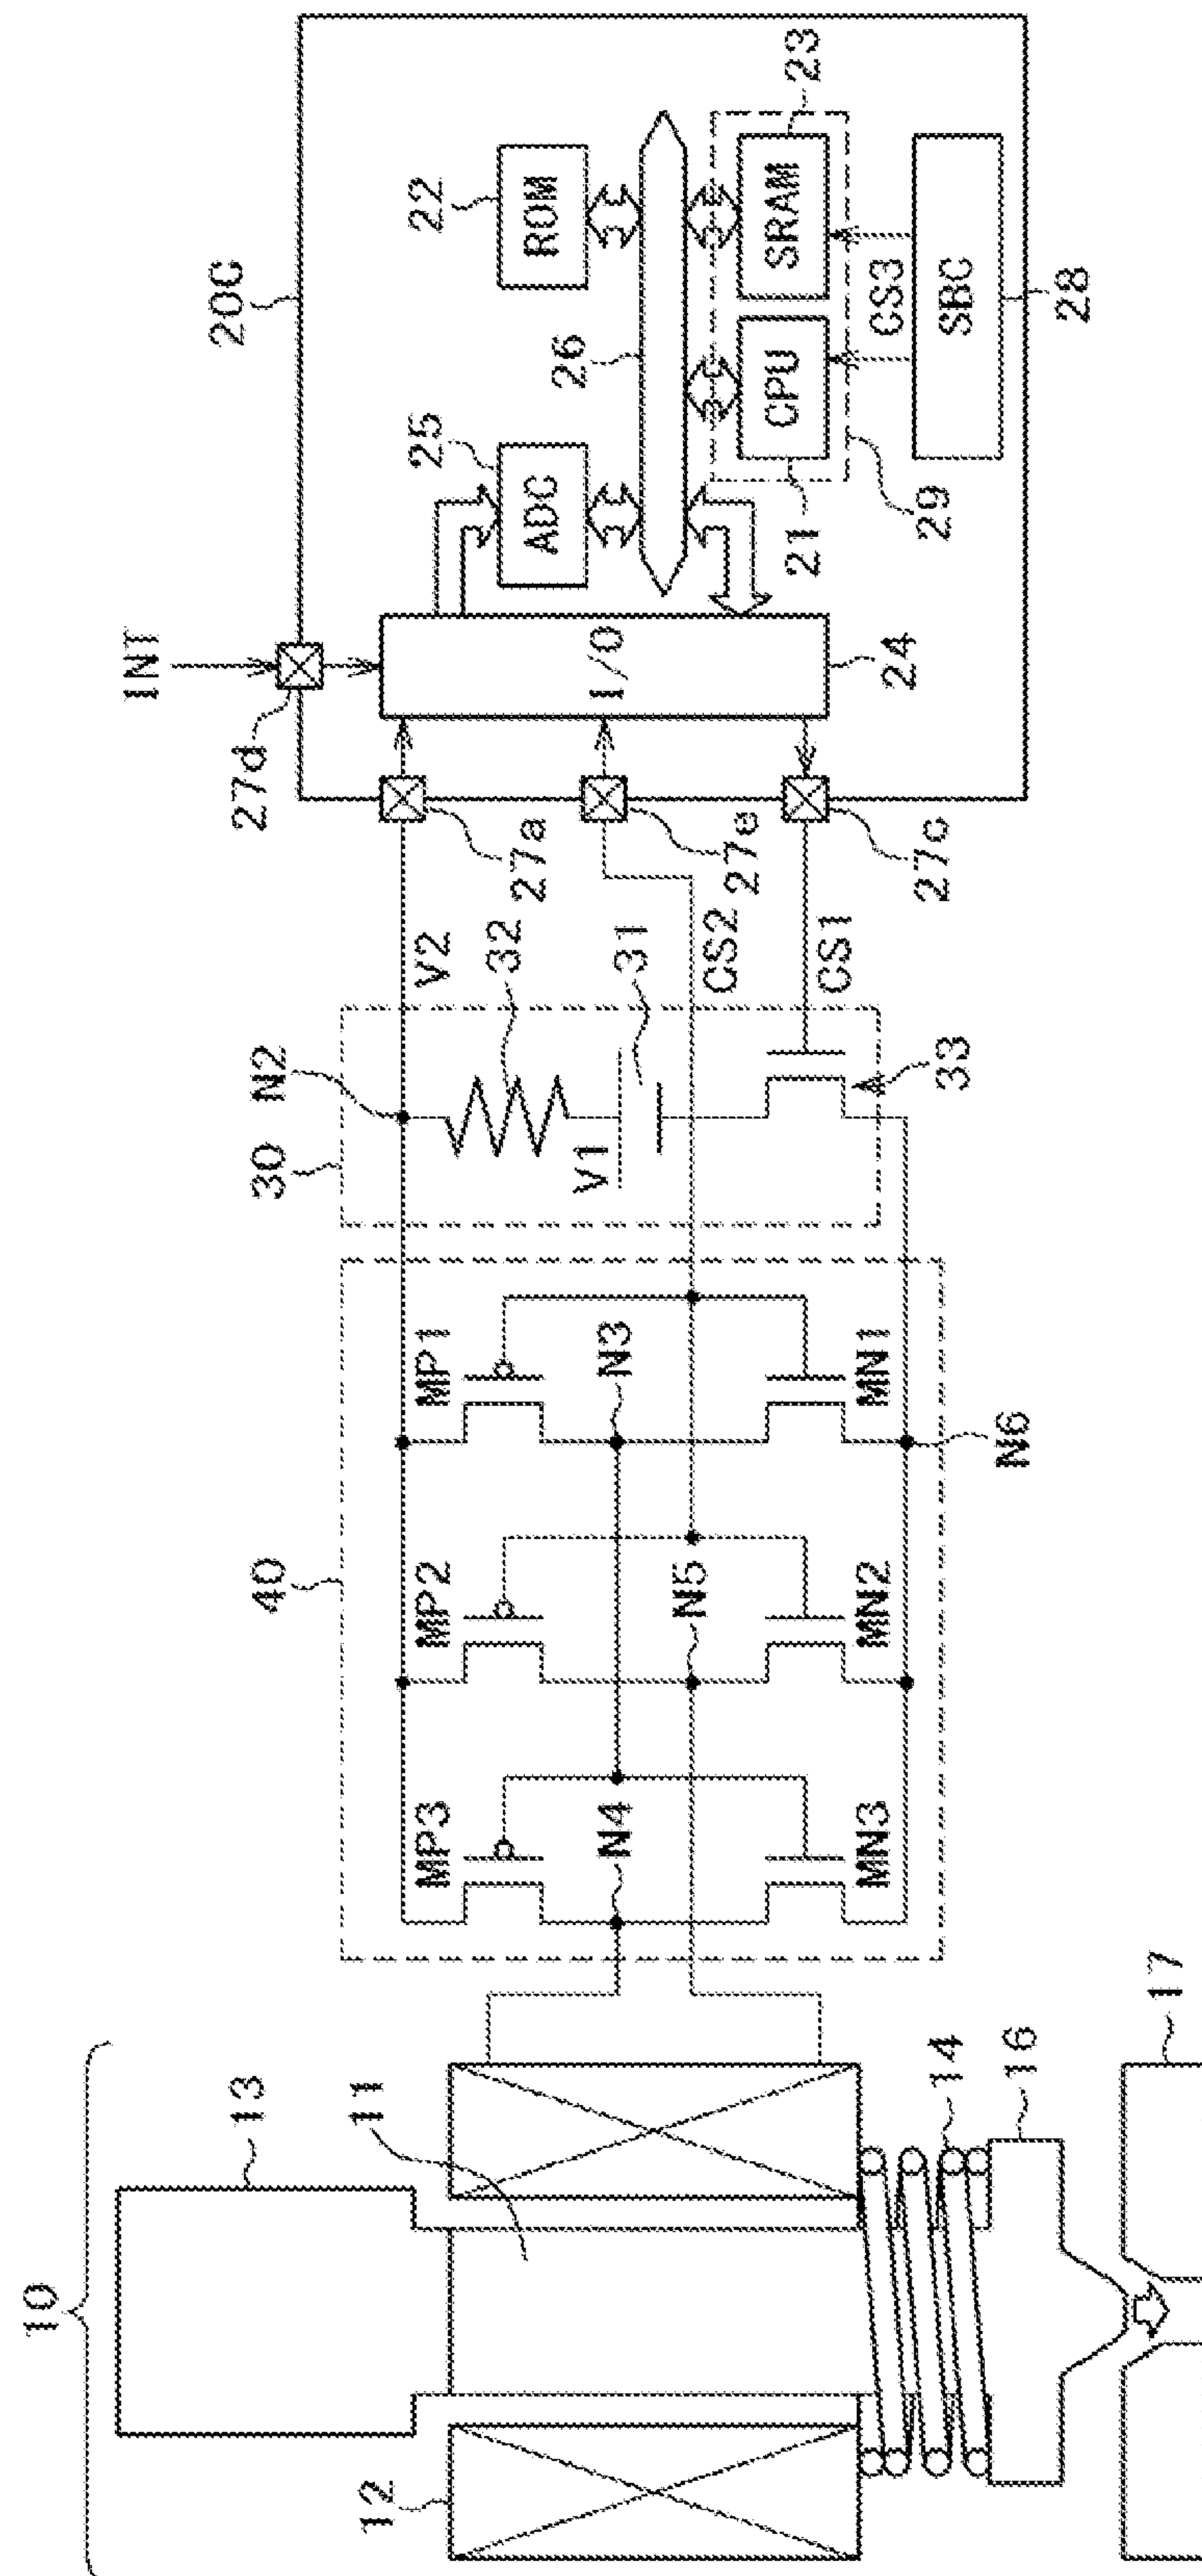 10
13
11
12
14
16
17
40
MP3
MP2
MP1
N4
N5
N3
MN3
MN2
MN1
N6
30
N2
V2
32
V1
31
CS2
CS1
33
INT
27d
27a
27e
27c
20C
25
22
ADC
ROM
26
I/O
24
CPU
SRAM
21
29
23
CS3
SBC
28